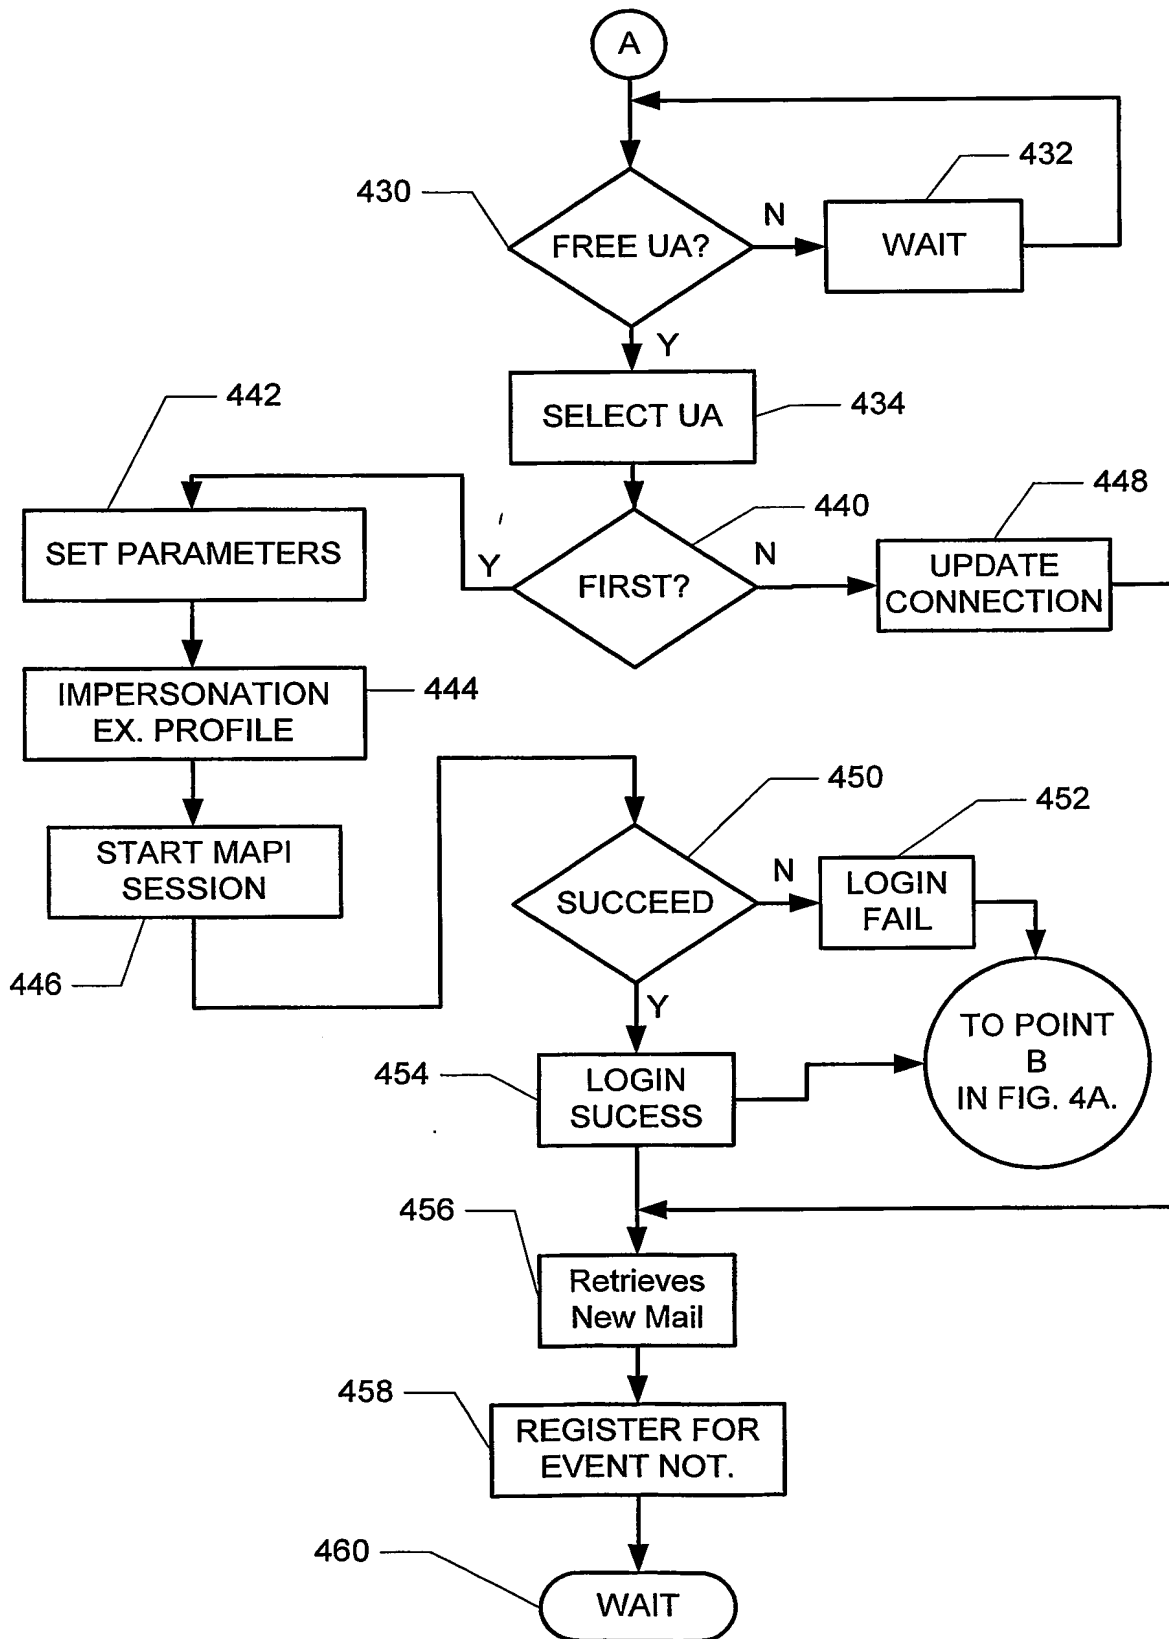 A
432
430
N
FREE UA?
WAIT
Y
442
SELECT UA
434
448
440
SET PARAMETERS
Y
FIRST?
N
UPDATE
CONNECTION
IMPERSONATION
EX. PROFILE
444
450
452
START MAPI
SESSION
SUCCEED
N
LOGIN
FAIL
446
Y
TO POINT
B
IN FIG. 4A.
454
LOGIN
SUCESS
456
Retrieves
New Mail
458
REGISTER FOR
EVENT NOT.
460
WAIT